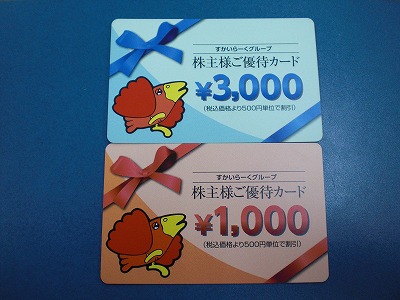 すかいらーくグループ
株主様ご優待カード
¥3,000
(税込価格より500円単位で割引)
すかいらーくグループ
株主様ご優待カード
¥1,000
(税込価格より500円単位で割引)